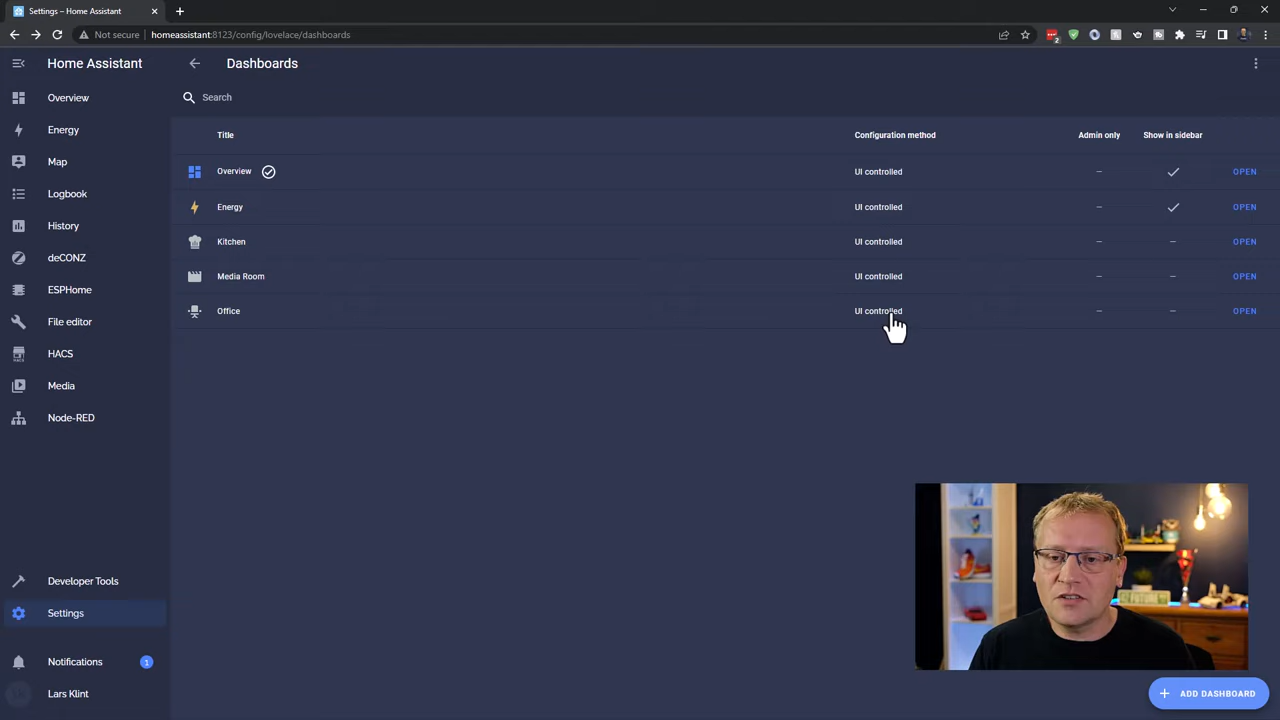 Settings – Home Assistant
Not secure homeassistant:8123/config/lovelace/dashboards
2
Home Assistant
Dashboards
Overview
Energy
Map
Logbook
History
deCONZ
ESPHome
File editor
HACS
Media
Node-RED
Developer Tools
Settings
Notifications 1
Lars Klint
Search
Title Configuration method Admin only Show in sidebar
Overview UI controlled – OPEN
Energy UI controlled – OPEN
Kitchen UI controlled – – OPEN
Media Room UI controlled – – OPEN
Office UI controlled – – OPEN
ADD DASHBOARD